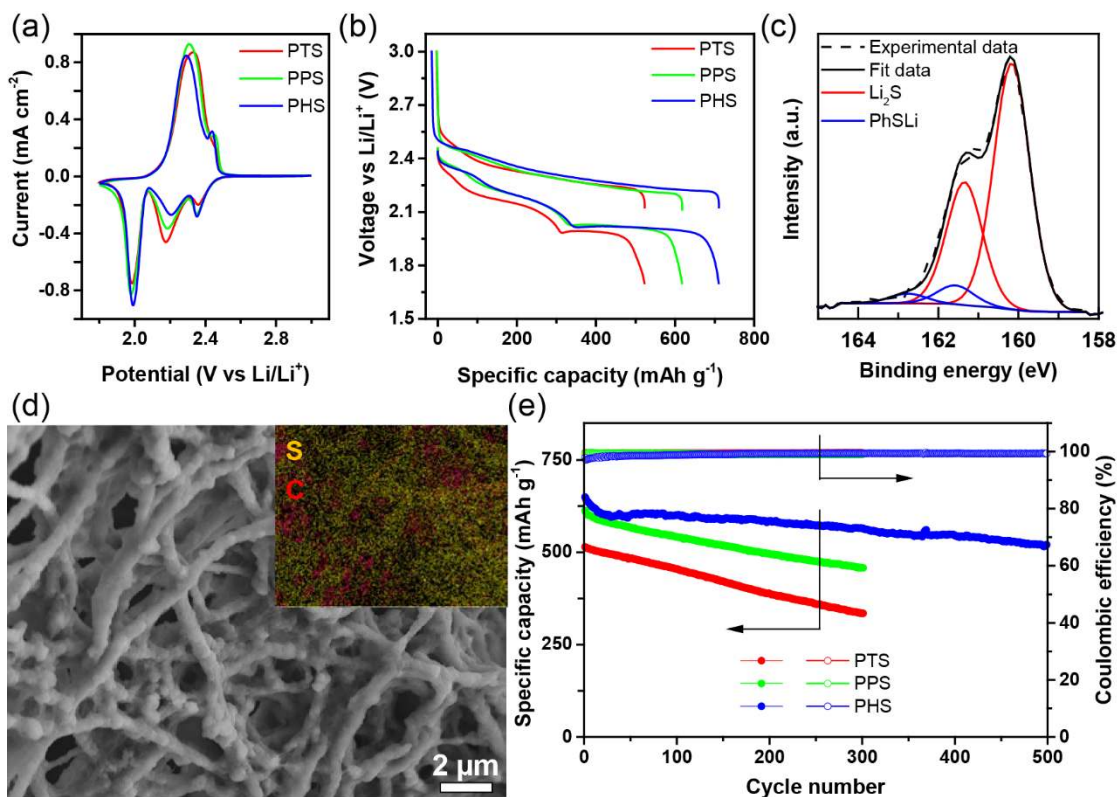 (a)
PTS
PPS
PHS
0.8
0.4
0.0
-0.4
-0.8
2.0
2.4
2.8
Current (mA cm⁻²)
Potential (V vs Li/Li⁺)
(b)
PTS
PPS
PHS
3.0
2.7
2.4
2.1
1.8
1.5
0
200
400
600
800
Voltage vs Li/Li⁺ (V)
Specific capacity (mAh g⁻¹)
(c)
Experimental data
Fit data
Li₂S
PhSLi
164
162
160
158
Intensity (a.u.)
Binding energy (eV)
(d)
S
C
2 µm
(e)
750
500
250
0
100
80
60
40
20
0
0
100
200
300
400
500
PTS
PPS
PHS
Specific capacity (mAh g⁻¹)
Coulombic efficiency (%)
Cycle number